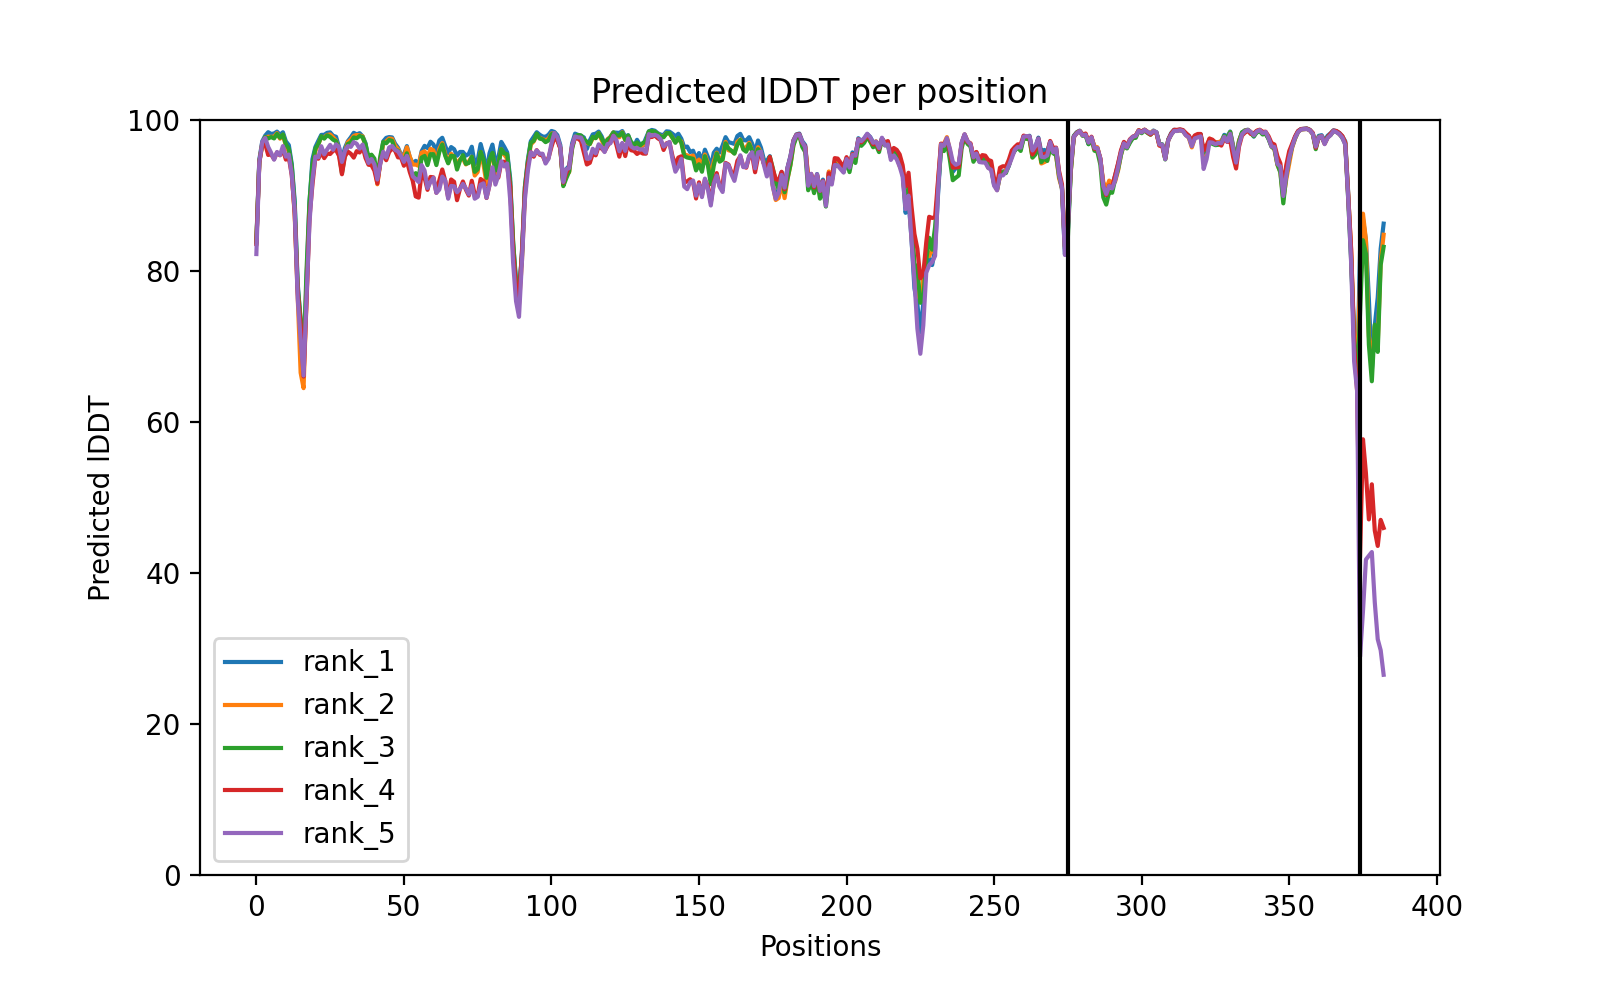 Predicted lDDT per position
100
80
60
40
20
0
Predicted lDDT
rank_1
rank_2
rank_3
rank_4
rank_5
0 50 100 150 200 250 300 350 400
Positions